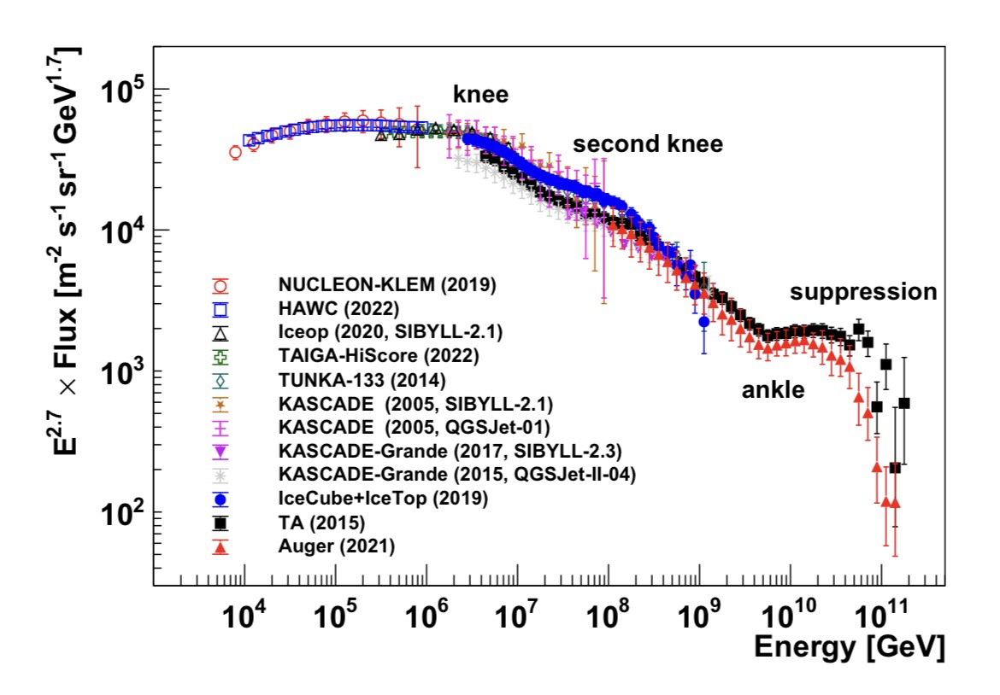 E^2.7 × Flux [m^-2 s^-1 sr^-1 GeV^1.7]
10^5
10^4
10^3
10^2
knee
second knee
suppression
ankle
NUCLEON-KLEM (2019)
HAWC (2022)
Iceop (2020, SIBYLL-2.1)
TAIGA-HiScore (2022)
TUNKA-133 (2014)
KASCADE (2005, SIBYLL-2.1)
KASCADE (2005, QGSJet-01)
KASCADE-Grande (2017, SIBYLL-2.3)
KASCADE-Grande (2015, QGSJet-II-04)
IceCube+IceTop (2019)
TA (2015)
Auger (2021)
10^4 10^5 10^6 10^7 10^8 10^9 10^10 10^11
Energy [GeV]